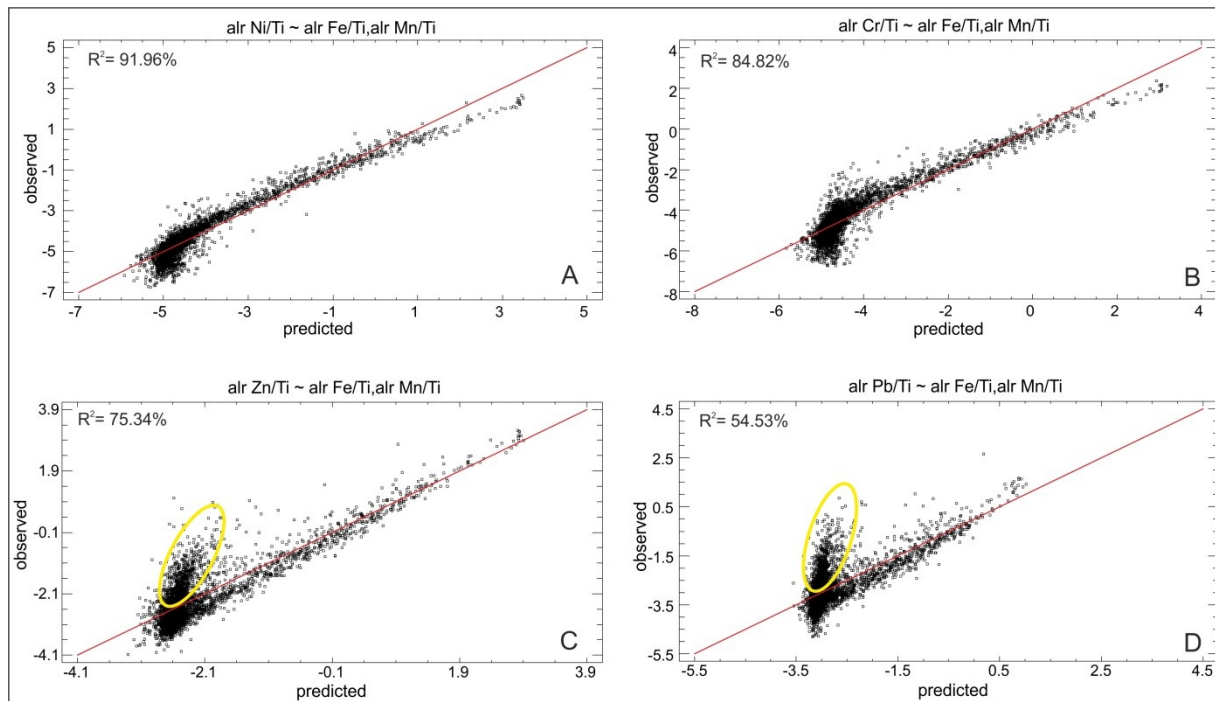 alr Ni/Ti ~ alr Fe/Ti,alr Mn/Ti
R²= 91.96%
5
3
1
-1
-3
-5
-7
observed
-7 -5 -3 -1 1 3 5
predicted
A
alr Cr/Ti ~ alr Fe/Ti,alr Mn/Ti
R²= 84.82%
4
2
0
-2
-4
-6
-8
observed
-8 -6 -4 -2 0 2 4
predicted
B
alr Zn/Ti ~ alr Fe/Ti,alr Mn/Ti
R²= 75.34%
3.9
1.9
-0.1
-2.1
-4.1
observed
-4.1 -2.1 -0.1 1.9 3.9
predicted
C
alr Pb/Ti ~ alr Fe/Ti,alr Mn/Ti
R²= 54.53%
4.5
2.5
0.5
-1.5
-3.5
-5.5
observed
-5.5 -3.5 -1.5 0.5 2.5 4.5
predicted
D